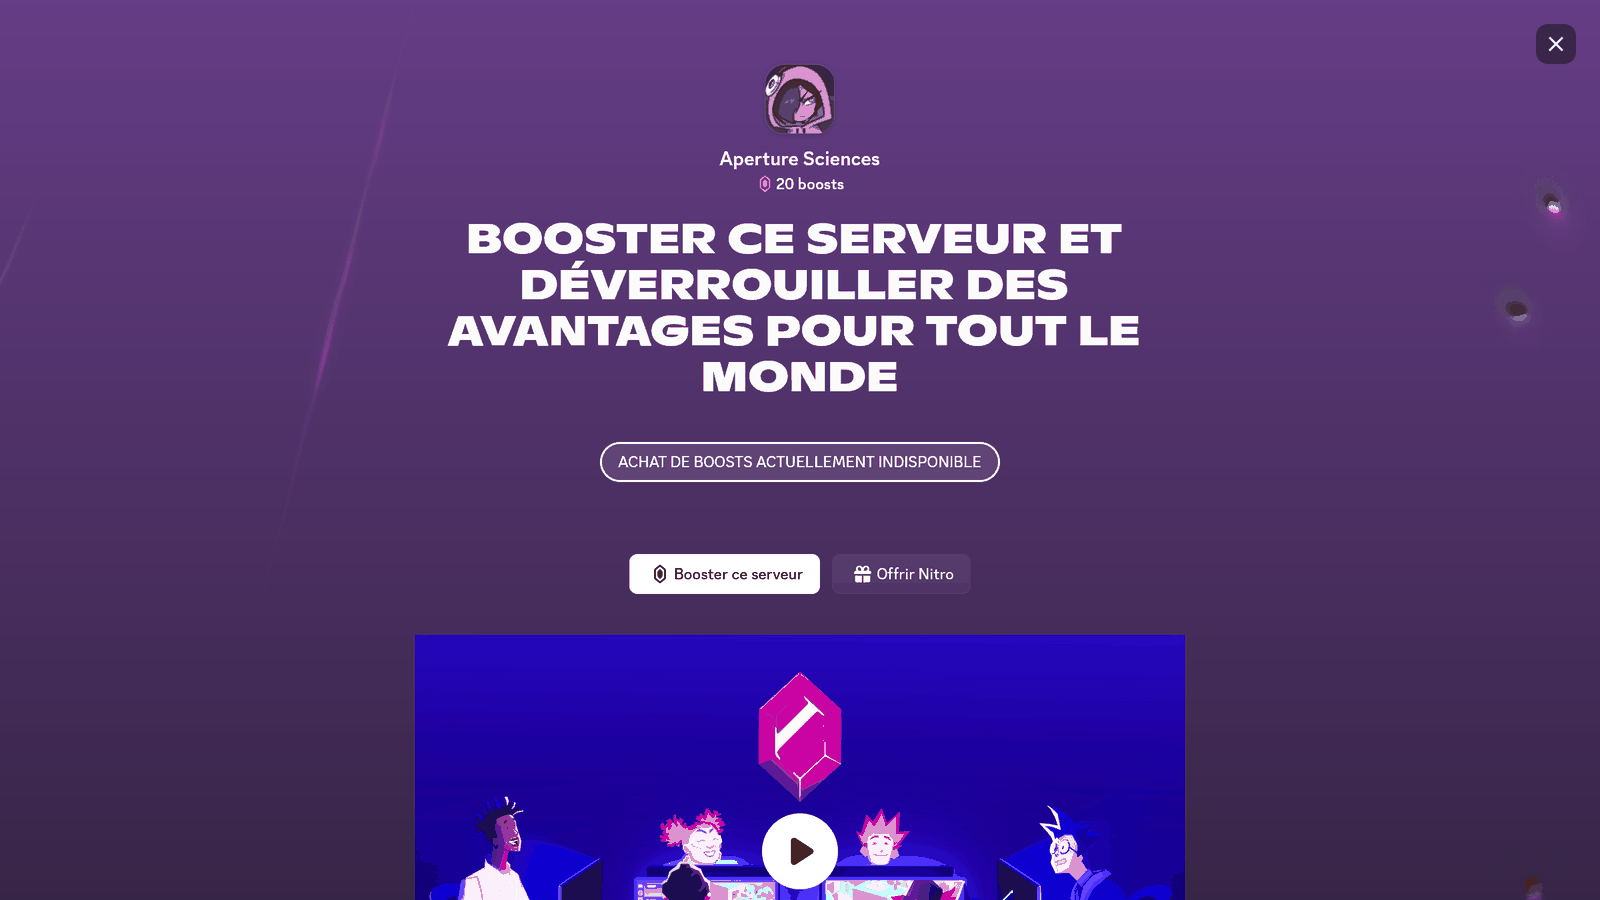 Aperture Sciences
20 boosts
BOOSTER CE SERVEUR ET
DÉVERROUILLER DES
AVANTAGES POUR TOUT LE
MONDE
ACHAT DE BOOSTS ACTUELLEMENT INDISPONIBLE
Booster ce serveur
Offrir Nitro